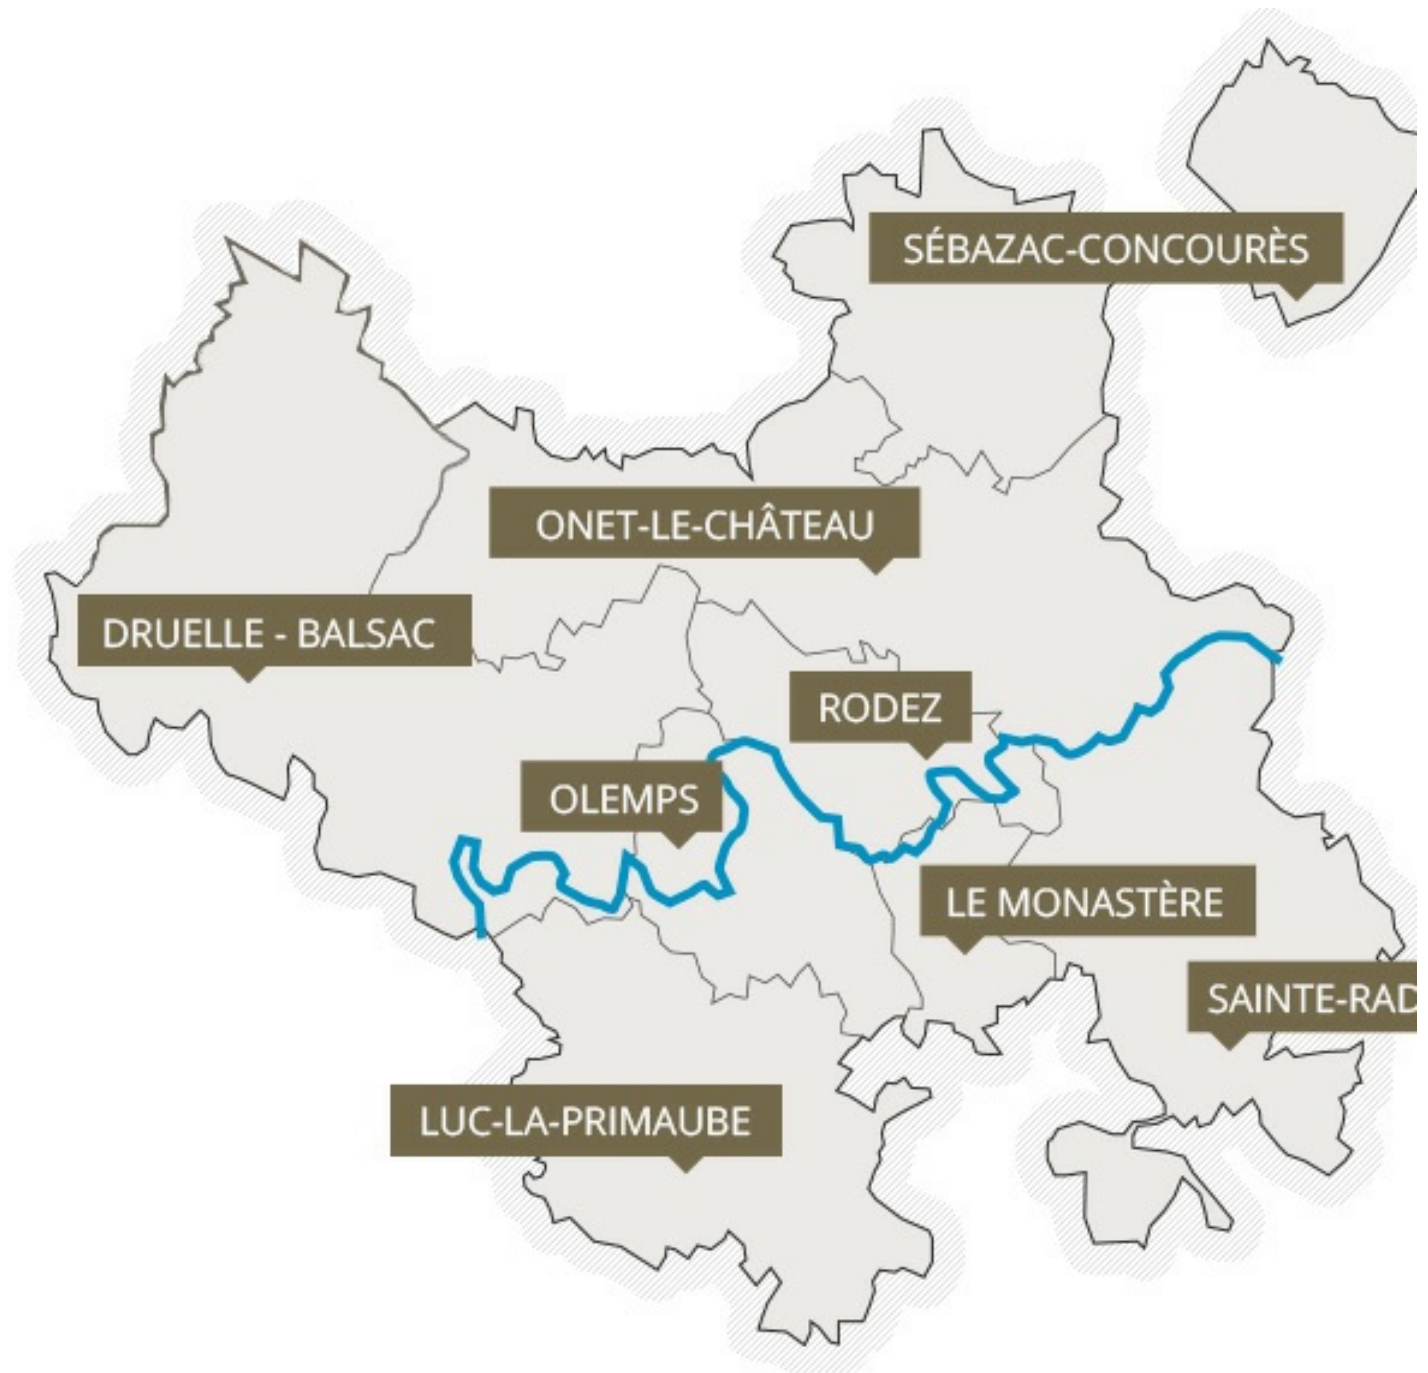 SÉBAZAC-CONCOURÈS
ONET-LE-CHÂTEAU
DRUELLE - BALSAC
RODEZ
OLEMPS
LE MONASTÈRE
SAINTE-RAD
LUC-LA-PRIMAUBE